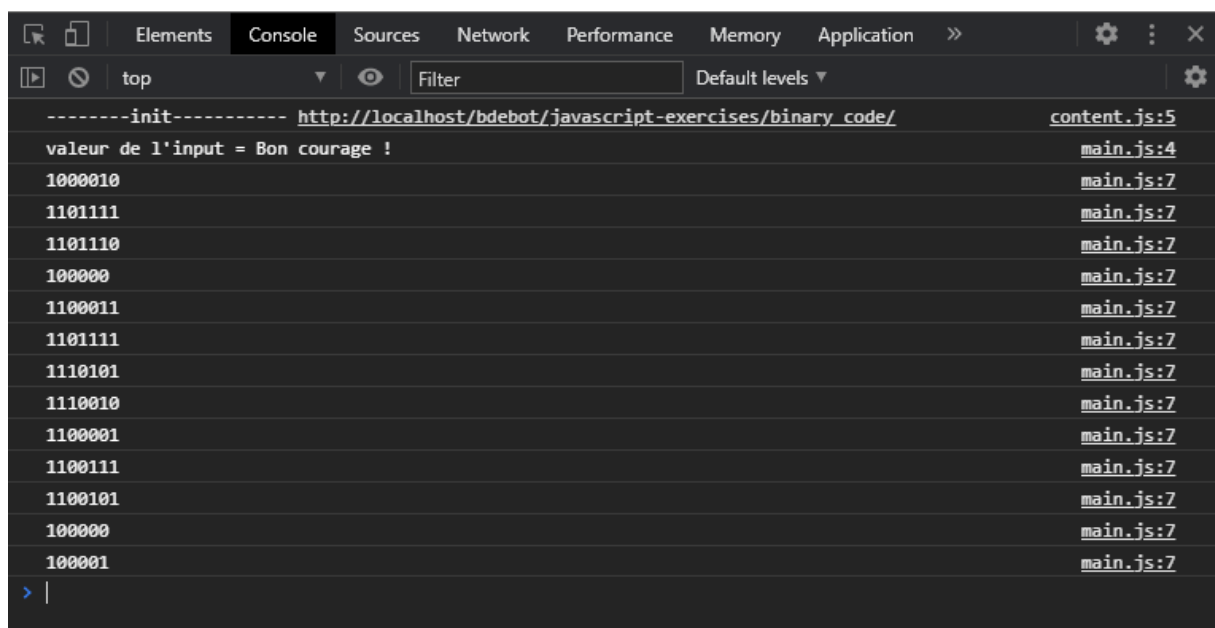 Elements Console Sources Network Performance Memory Application »
top ▼ Filter Default levels ▼
--------init----------- http://localhost/bdebot/javascript-exercises/binary_code/ content.js:5
valeur de l'input = Bon courage ! main.js:4
1000010 main.js:7
1101111 main.js:7
1101110 main.js:7
100000 main.js:7
1100011 main.js:7
1101111 main.js:7
1110101 main.js:7
1110010 main.js:7
1100001 main.js:7
1100111 main.js:7
1100101 main.js:7
100000 main.js:7
100001 main.js:7
>